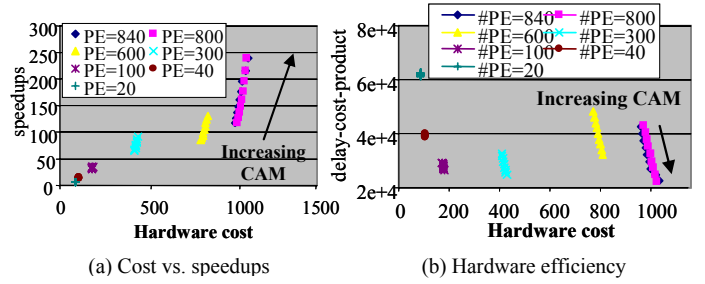 PE=840 PE=800
PE=600 PE=300
PE=100 PE=40
PE=20
300
250
200
150
100
50
0
speedups
Increasing
CAM
0 500 1000 1500
Hardware cost
(a) Cost vs. speedups
#PE=840 #PE=800
#PE=600 #PE=300
#PE=100 #PE=40
#PE=20
8e+4
6e+4
4e+4
2e+4
delay-cost-product
Increasing CAM
0 200 400 600 800 1000
Hardware cost
(b) Hardware efficiency